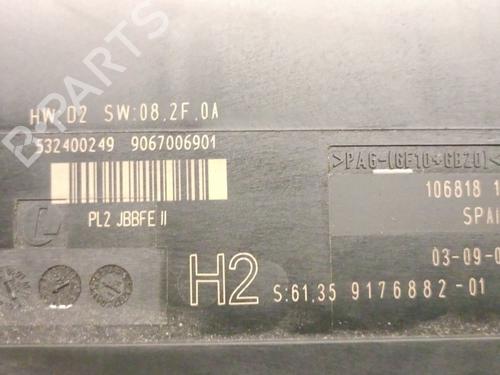 HW:D2 SW:08.2F.0A
532400249 9067006901
PL2 JBBFE II
H2
>PA6-(GF10+GB20)<
106818 1
SPAI
03-09-0
S:61.35 9176882-01
B-PARTS